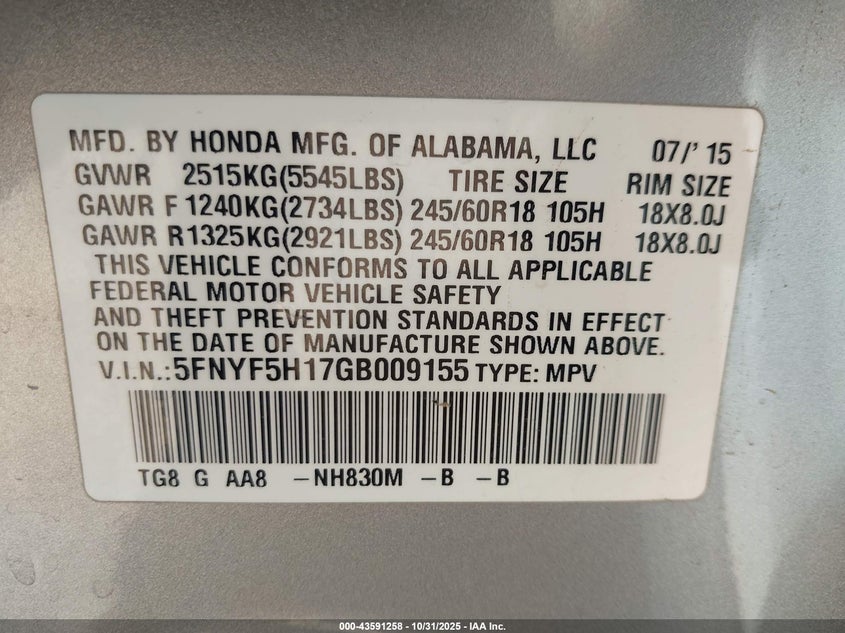 MFD. BY HONDA MFG. OF ALABAMA, LLC 07/' 15
GVWR 2515KG(5545LBS) TIRE SIZE RIM SIZE
GAWR F 1240KG(2734LBS) 245/60R18 105H 18X8.0J
GAWR R1325KG(2921LBS) 245/60R18 105H 18X8.0J
THIS VEHICLE CONFORMS TO ALL APPLICABLE
FEDERAL MOTOR VEHICLE SAFETY
AND THEFT PREVENTION STANDARDS IN EFFECT
ON THE DATE OF MANUFACTURE SHOWN ABOVE.
V.I.N.:5FNYF5H17GB009155 TYPE: MPV
TG8 G AA8 -NH830M -B -B
000-43591258 - 10/31/2025 - IAA Inc.